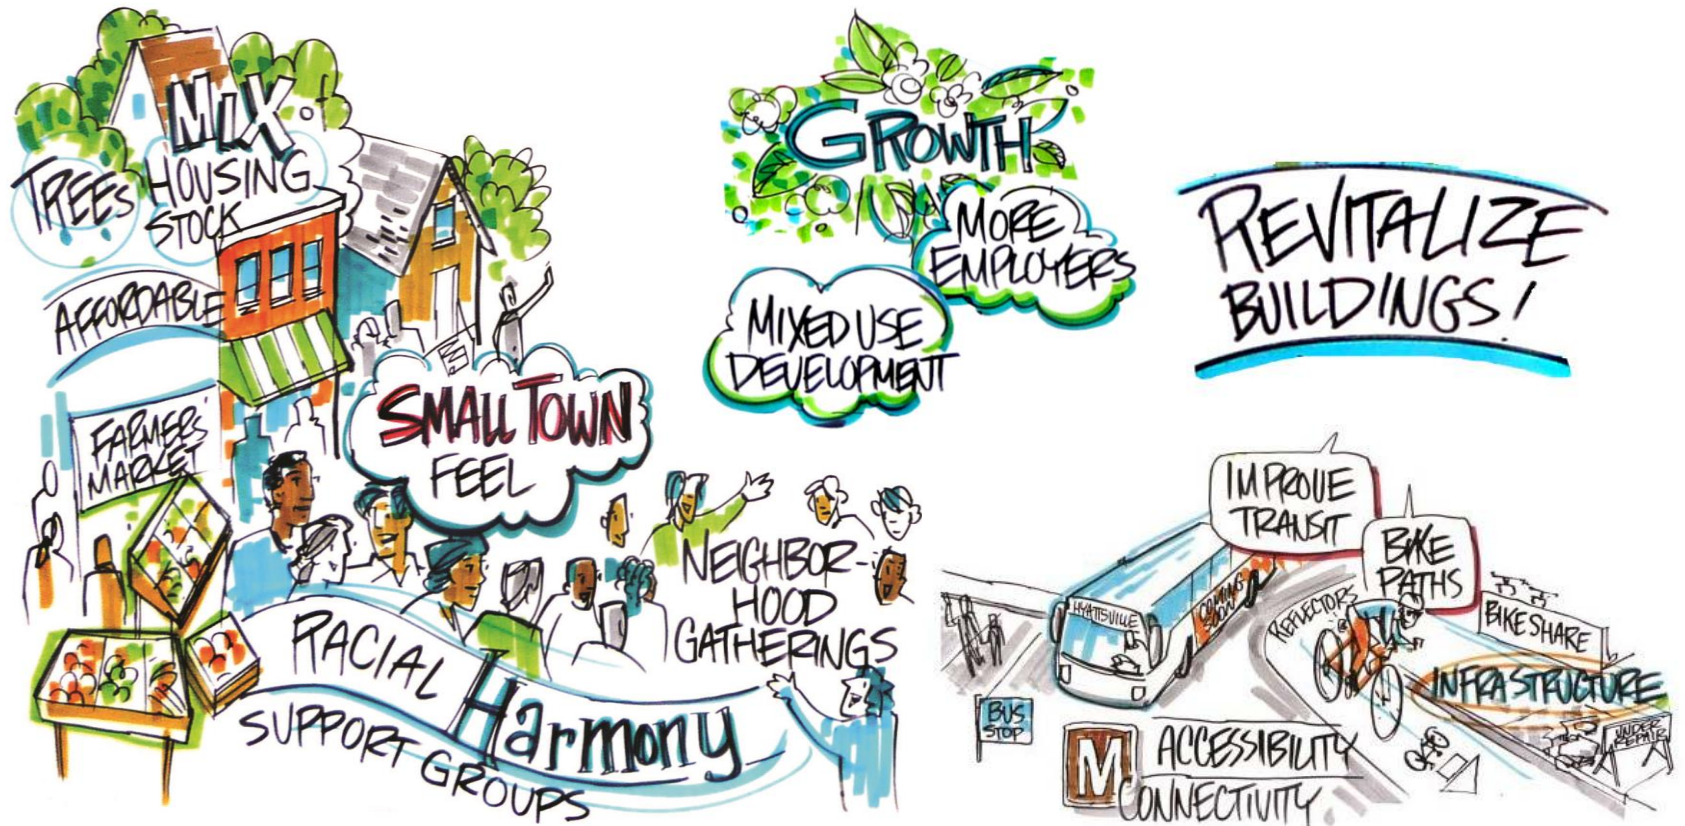 MIX
HOUSING
STOCK
TREES
AFFORDABLE
FARMERS'
MARKET
SMALL TOWN
FEEL
NEIGHBOR-
HOOD
GATHERINGS
RACIAL
Harmony
SUPPORT GROUPS
GROWTH
MORE
EMPLOYERS
MIXED USE
DEVELOPMENT
REVITALIZE
BUILDINGS!
IMPROVE
TRANSIT
BIKE
PATHS
HYATTSVILLE
COMING
SOON
REFLECTORS
BIKE SHARE
INFRASTRUCTURE
UNDER
REPAIR
BUS
STOP
M
ACCESSIBILITY
CONNECTIVITY